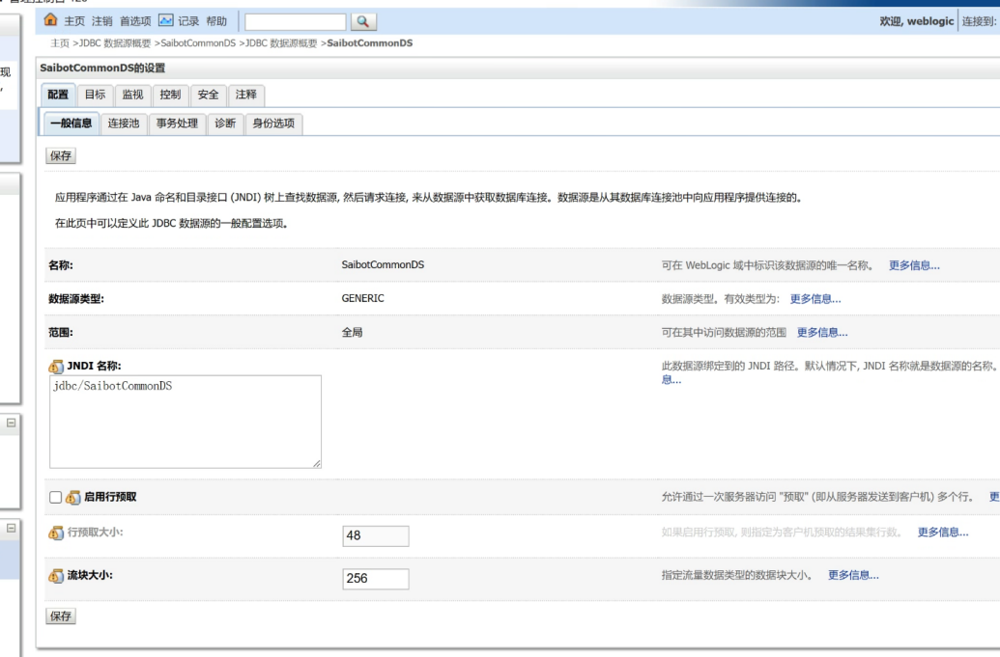 主页 注销 首选项 记录 帮助
欢迎, weblogic 连接到:
主页 >JDBC 数据源概要 >SaibotCommonDS >JDBC 数据源概要 >SaibotCommonDS
现
SaibotCommonDS的设置
配置 目标 监视 控制 安全 注释
一般信息 连接池 事务处理 诊断 身份选项
保存
应用程序通过在 Java 命名和目录接口 (JNDI) 树上查找数据源, 然后请求连接, 来从数据源中获取数据库连接。数据源是从其数据库连接池中向应用程序提供连接的。
在此页中可以定义此 JDBC 数据源的一般配置选项。
名称: SaibotCommonDS 可在 WebLogic 域中标识该数据源的唯一名称。 更多信息...
数据源类型: GENERIC 数据源类型。有效类型为: 更多信息...
范围: 全局 可在其中访问数据源的范围 更多信息...
JNDI 名称: 此数据源绑定到的 JNDI 路径。默认情况下, JNDI 名称就是数据源的名称。
息...
jdbc/SaibotCommonDS
启用行预取 允许通过一次服务器访问 "预取" (即从服务器发送到客户机) 多个行。 更
行预取大小: 48 如果启用行预取, 则指定为客户机预取的结果集行数。 更多信息...
流块大小: 256 指定流量数据类型的数据块大小。 更多信息...
保存